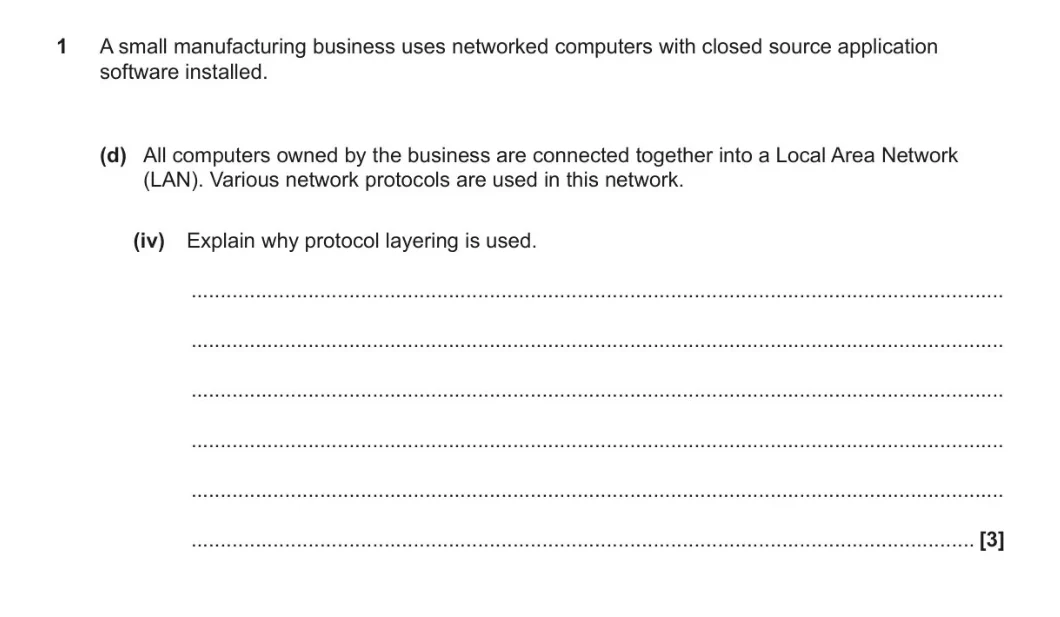 1 A small manufacturing business uses networked computers with closed source application
software installed.
(d) All computers owned by the business are connected together into a Local Area Network
(LAN). Various network protocols are used in this network.
(iv) Explain why protocol layering is used.
....................................................................................................
....................................................................................................
....................................................................................................
....................................................................................................
....................................................................................................
.................................................................................................... [3]